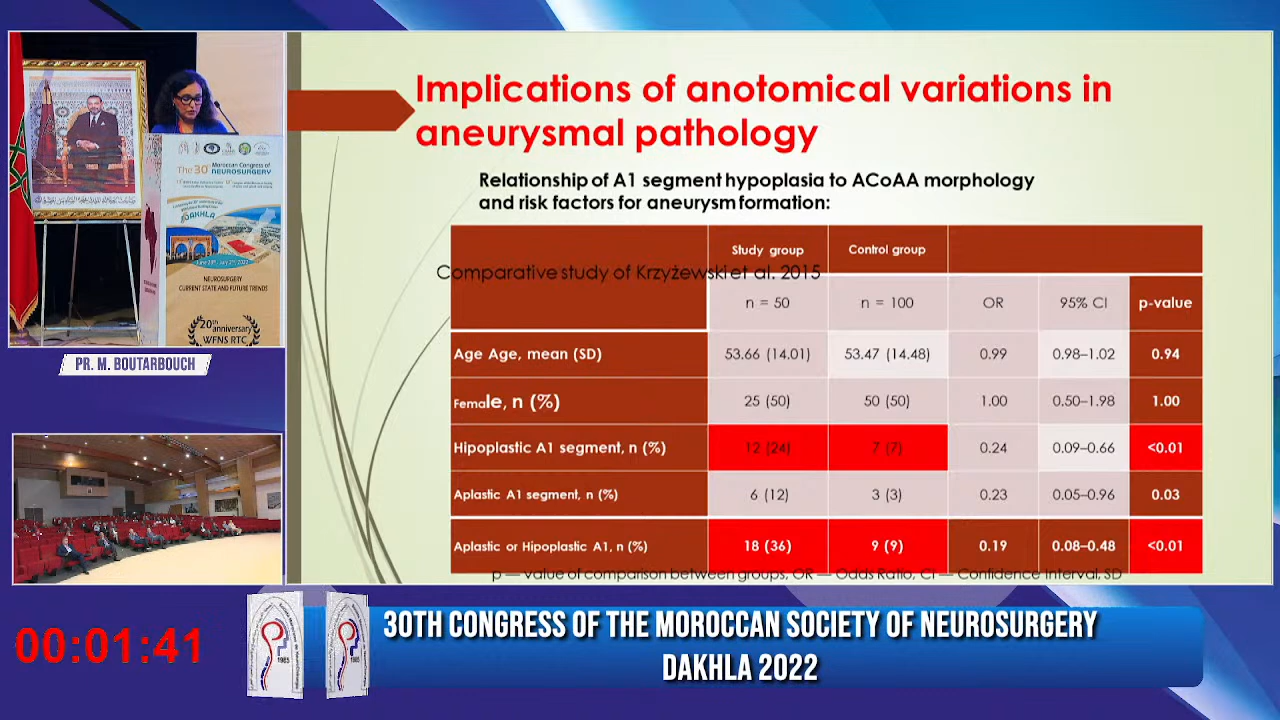 Implications of anotomical variations in
aneurysmal pathology
Relationship of A1 segment hypoplasia to ACoAA morphology
and risk factors for aneurysm formation:
Comparative study of Krzyżewski et al. 2015
Study group Control group
n = 50 n = 100 OR 95% CI p-value
Age Age, mean (SD) 53.66 (14.01) 53.47 (14.48) 0.99 0.98–1.02 0.94
Female, n (%) 25 (50) 50 (50) 1.00 0.50–1.98 1.00
Hipoplastic A1 segment, n (%) 12 (24) 7 (7) 0.24 0.09–0.66 <0.01
Aplastic A1 segment, n (%) 6 (12) 3 (3) 0.23 0.05–0.96 0.03
Aplastic or Hipoplastic A1, n (%) 18 (36) 9 (9) 0.19 0.08–0.48 <0.01
p — value of comparison between groups, OR — Odds Ratio, CI — Confidence Interval, SD
The 30 Moroccan Congress of
NEUROSURGERY
DAKHLA
NEUROSURGERY
CURRENT STATE AND FUTURE TRENDS
20th
anniversary
WFNS RTC
PR. M. BOUTARBOUCH
00:01:41
1985
1985
30TH CONGRESS OF THE MOROCCAN SOCIETY OF NEUROSURGERY
DAKHLA 2022